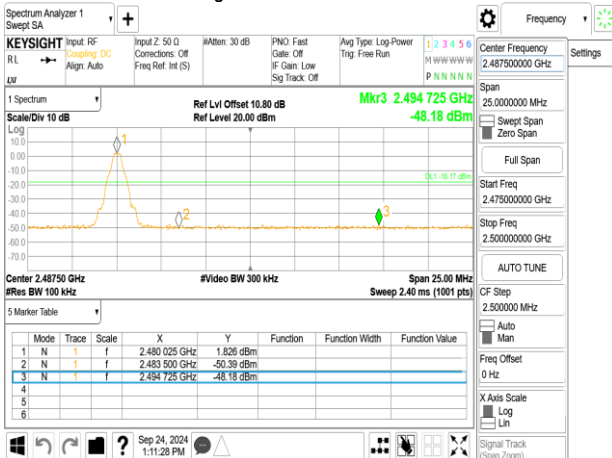 Spectrum Analyzer 1
Swept SA
+
Frequency
KEYSIGHT
RL
LXI
Input: RF
Coupling: DC
Align: Auto
Input Z: 50 Ω
Corrections: Off
Freq Ref: Int (S)
#Atten: 30 dB
PNO: Fast
Gate: Off
IF Gain: Low
Sig Track: Off
Avg Type: Log-Power
Trig: Free Run
1 2 3 4 5 6
M W W W W W
P N N N N N
1 Spectrum
Scale/Div 10 dB
Ref Lvl Offset 10.80 dB
Ref Level 20.00 dBm
Mkr3 2.494 725 GHz
-48.18 dBm
Log
10.0
0.00
-10.0
-20.0
-30.0
-40.0
-50.0
-60.0
-70.0
1
2
3
DL1 -18.17 dBm
Center 2.48750 GHz
#Video BW 300 kHz
Span 25.00 MHz
#Res BW 100 kHz
Sweep 2.40 ms (1001 pts)
5 Marker Table
Mode Trace Scale X Y Function Function Width Function Value
1 N 1 f 2.480 025 GHz 1.826 dBm
2 N 1 f 2.483 500 GHz -50.39 dBm
3 N 1 f 2.494 725 GHz -48.18 dBm
4
5
6
?
Sep 24, 2024
1:11:28 PM
Center Frequency
2.487500000 GHz
Settings
Span
25.0000000 MHz
Swept Span
Zero Span
Full Span
Start Freq
2.475000000 GHz
Stop Freq
2.500000000 GHz
AUTO TUNE
CF Step
2.500000 MHz
Auto
Man
Freq Offset
0 Hz
X Axis Scale
Log
Lin
Signal Track
(Span Zoom)